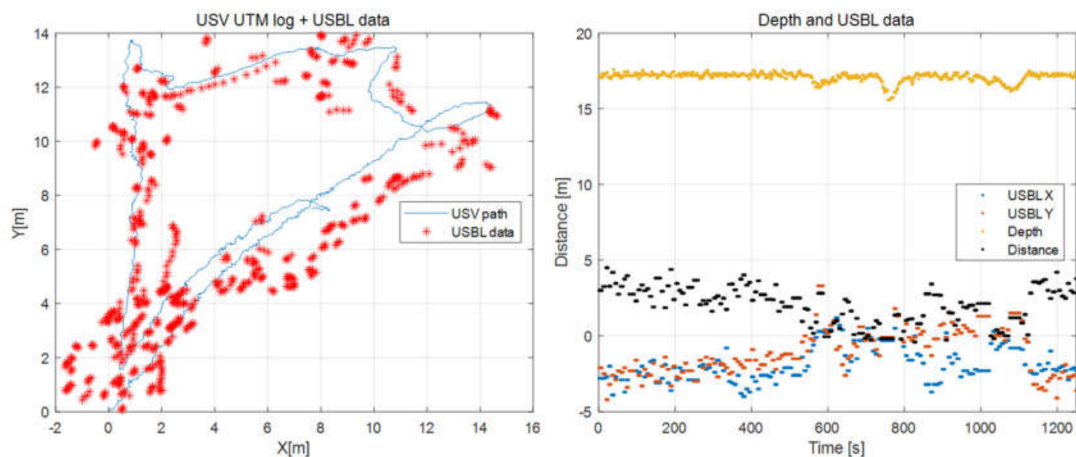 USV UTM log + USBL data
Y[m]
14
12
10
8
6
4
2
0
-2 0 2 4 6 8 10 12 14 16
X[m]
USV path
USBL data
Depth and USBL data
Distance [m]
20
15
10
5
0
-5
0 200 400 600 800 1000 1200
Time [s]
USBL X
USBL Y
Depth
Distance